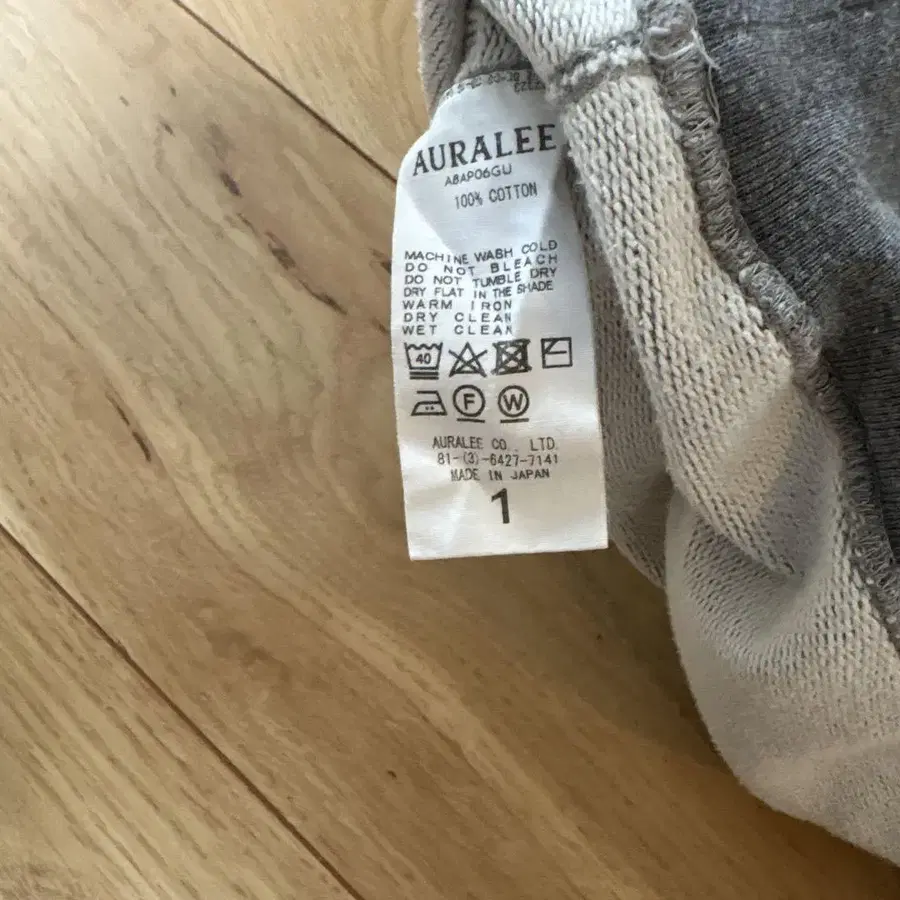 AURALEE
A8AP06GU
100% COTTON
MACHINE WASH COLD
DO NOT BLEACH
DO NOT TUMBLE DRY
DRY FLAT IN THE SHADE
WARM IRON
DRY CLEAN
WET CLEAN
40
F W
AURALEE CO., LTD.
81-(3)-6427-7141
MADE IN JAPAN
1